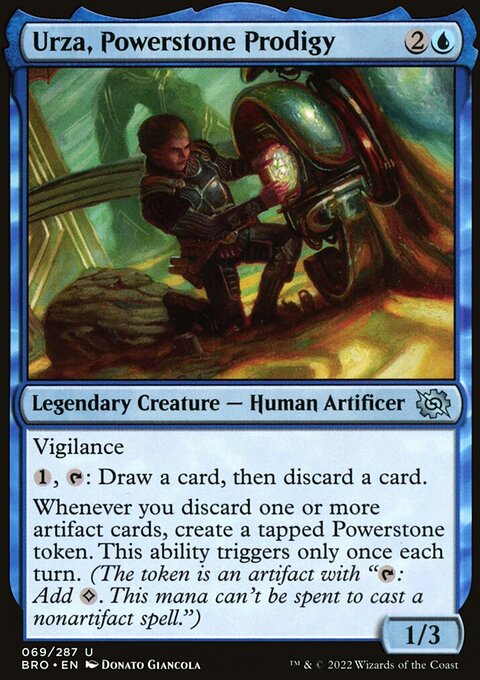 Urza, Powerstone Prodigy 2
Legendary Creature — Human Artificer
Vigilance
1, : Draw a card, then discard a card.
Whenever you discard one or more
artifact cards, create a tapped Powerstone
token. This ability triggers only once each
turn. (The token is an artifact with “:
Add . This mana can't be spent to cast a
nonartifact spell.”)
1/3
069/287 U
BRO • EN Donato Giancola
™ & © 2022 Wizards of the Coast